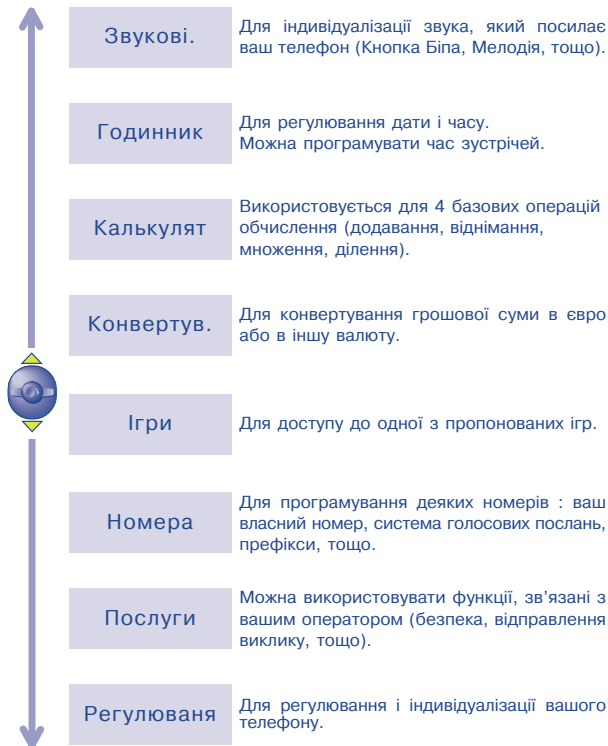 Звукові.
Для індивідуалізації звука, який посилає
ваш телефон (Кнопка Біпа, Мелодія, тощо).
Годинник
Для регулювання дати і часу.
Можна програмувати час зустрічей.
Калькулят
Використовується для 4 базових операцій
обчислення (додавання, віднімання,
множення, ділення).
Конвертув.
Для конвертування грошової суми в євро
або в іншу валюту.
Ігри
Для доступу до одної з пропонованих ігр.
Номера
Для програмування деяких номерів : ваш
власний номер, система голосових послань,
префікси, тощо.
Послуги
Можна використовувати функції, зв’язані з
вашим оператором (безпека, відправлення
виклику, тощо).
Регулюваня
Для регулювання і індивідуалізації вашого
телефону.